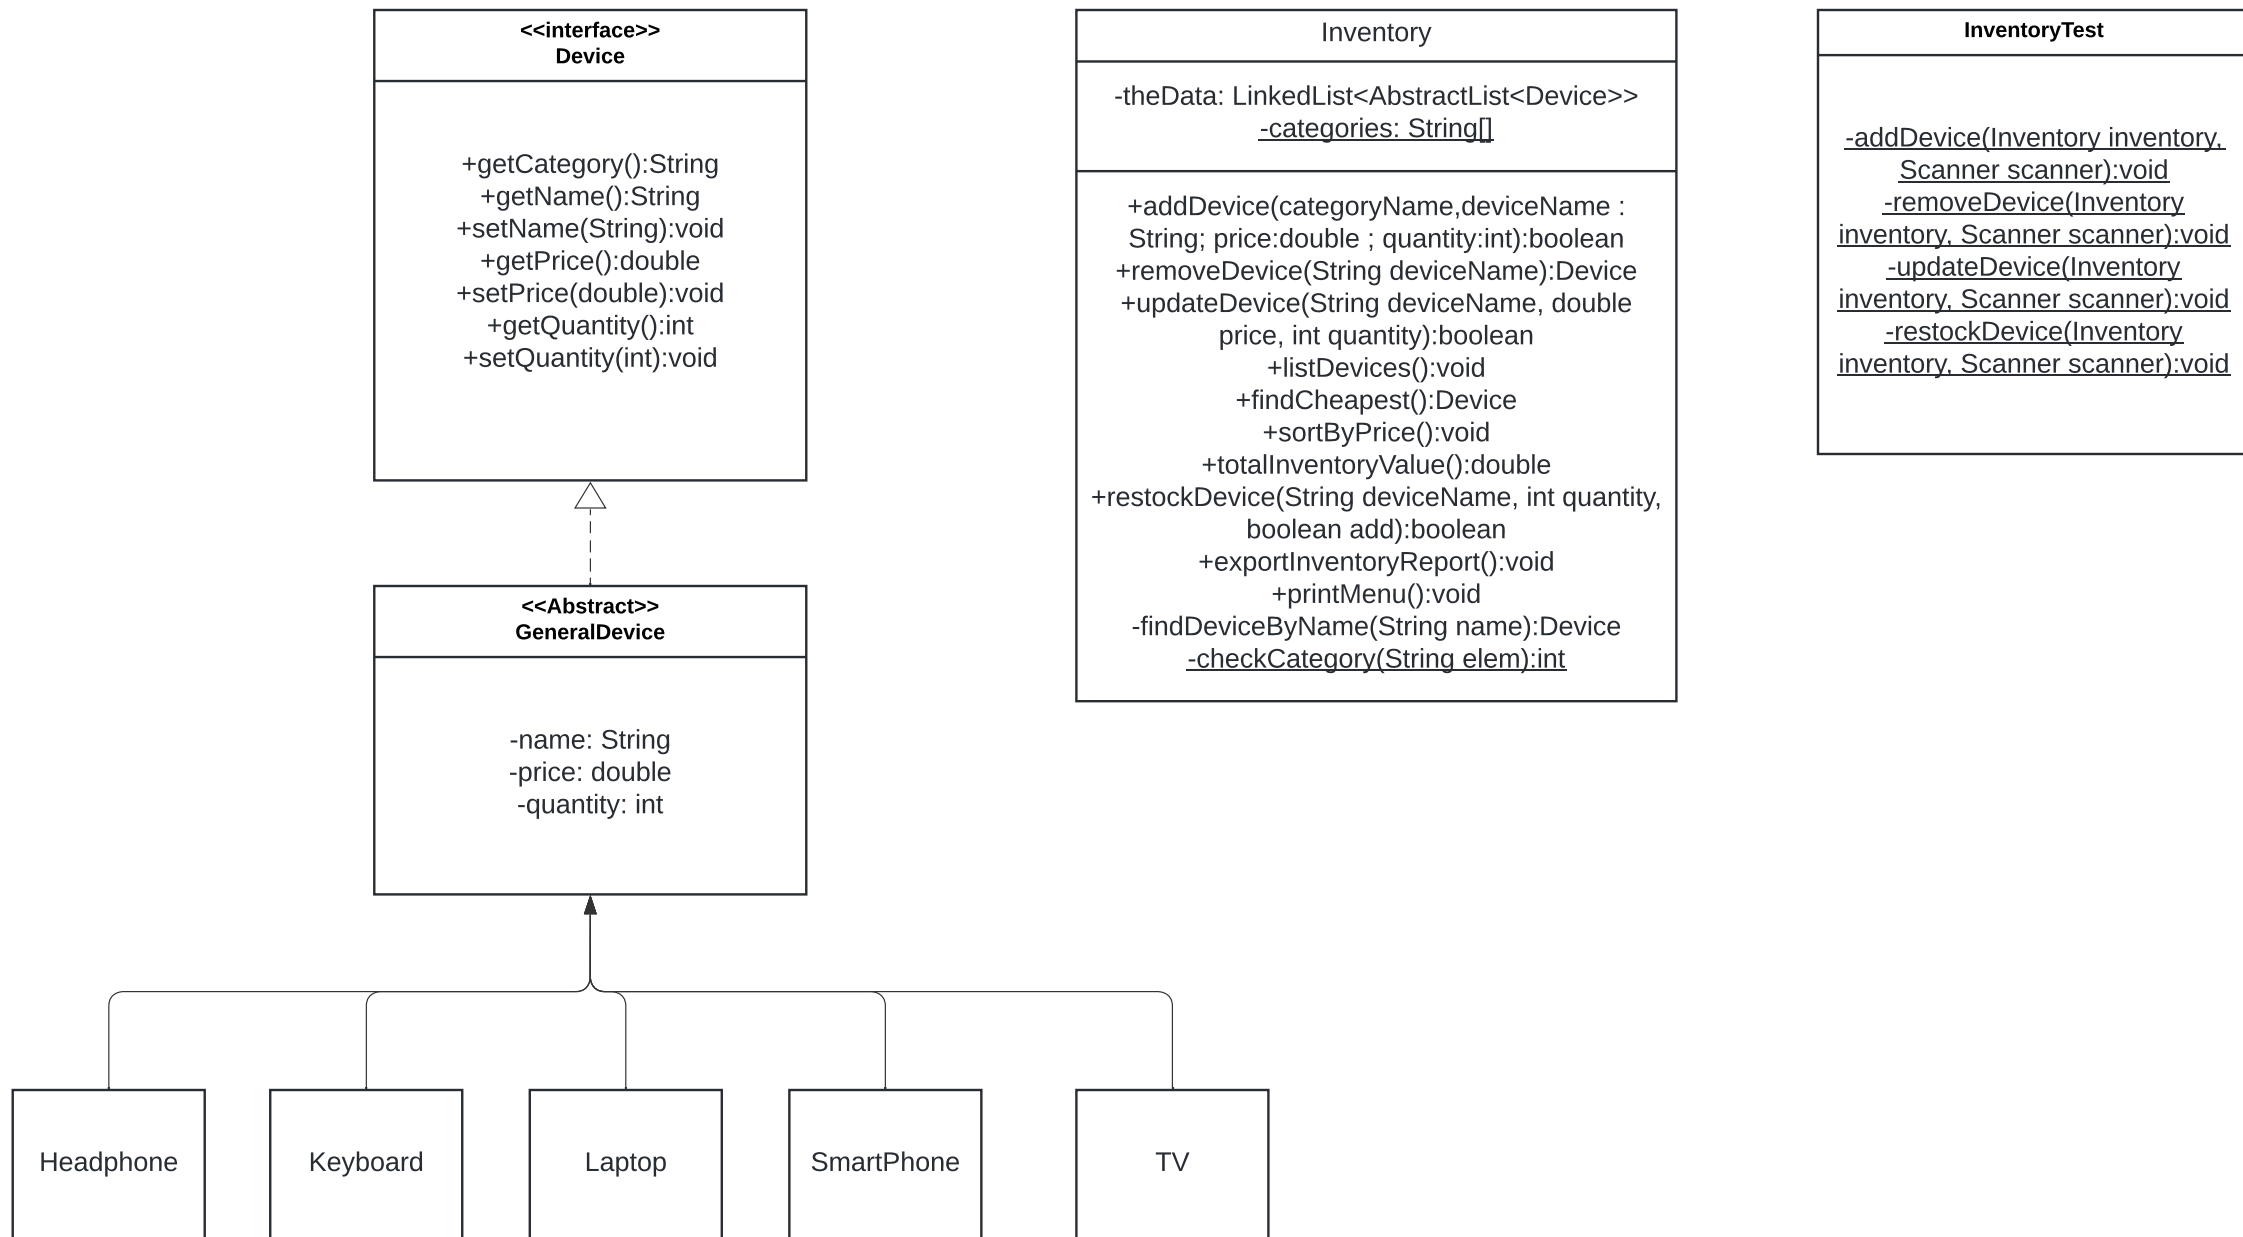 <<interface>>
Device
+getCategory():String
+getName():String
+setName(String):void
+getPrice():double
+setPrice(double):void
+getQuantity():int
+setQuantity(int):void
<<Abstract>>
GeneralDevice
-name: String
-price: double
-quantity: int
Headphone
Keyboard
Laptop
SmartPhone
TV
Inventory
-theData: LinkedList<AbstractList<Device>>
-categories: String[]
+addDevice(categoryName,deviceName :
String; price:double ; quantity:int):boolean
+removeDevice(String deviceName):Device
+updateDevice(String deviceName, double
price, int quantity):boolean
+listDevices():void
+findCheapest():Device
+sortByPrice():void
+totalInventoryValue():double
+restockDevice(String deviceName, int quantity,
boolean add):boolean
+exportInventoryReport():void
+printMenu():void
-findDeviceByName(String name):Device
-checkCategory(String elem):int
InventoryTest
-addDevice(Inventory inventory,
Scanner scanner):void
-removeDevice(Inventory
inventory, Scanner scanner):void
-updateDevice(Inventory
inventory, Scanner scanner):void
-restockDevice(Inventory
inventory, Scanner scanner):void